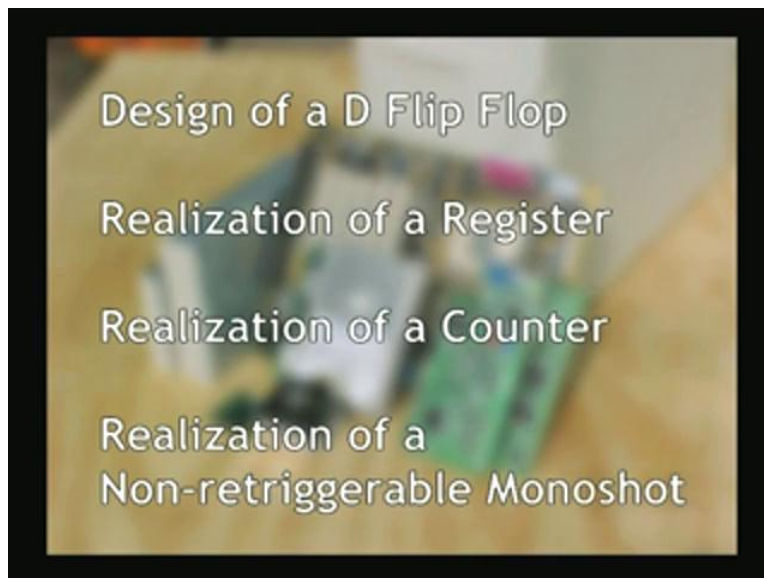 Design of a D Flip Flop
Realization of a Register
Realization of a Counter
Realization of a
Non-retriggerable Monoshot